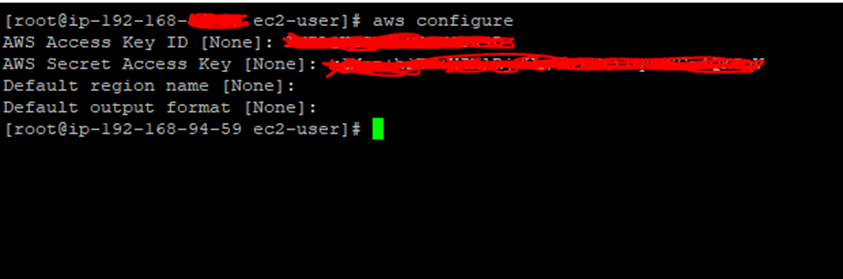 [root@ip-192-168- ec2-user]# aws configure
AWS Access Key ID [None]:
AWS Secret Access Key [None]:
Default region name [None]:
Default output format [None]:
[root@ip-192-168-94-59 ec2-user]#